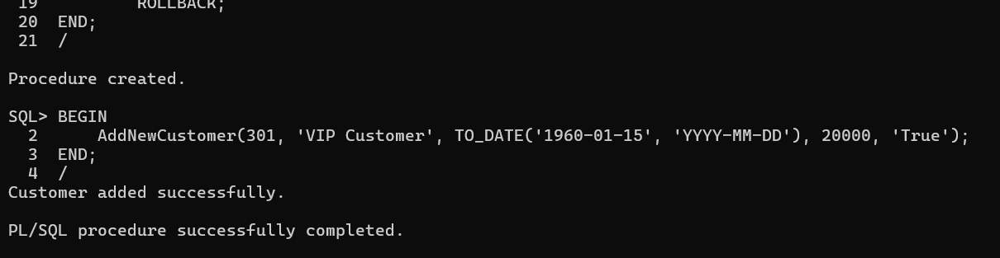 19          ROLLBACK;
20  END;
21  /
Procedure created.
SQL> BEGIN
  2      AddNewCustomer(301, 'VIP Customer', TO_DATE('1960-01-15', 'YYYY-MM-DD'), 20000, 'True');
  3  END;
  4  /
Customer added successfully.
PL/SQL procedure successfully completed.